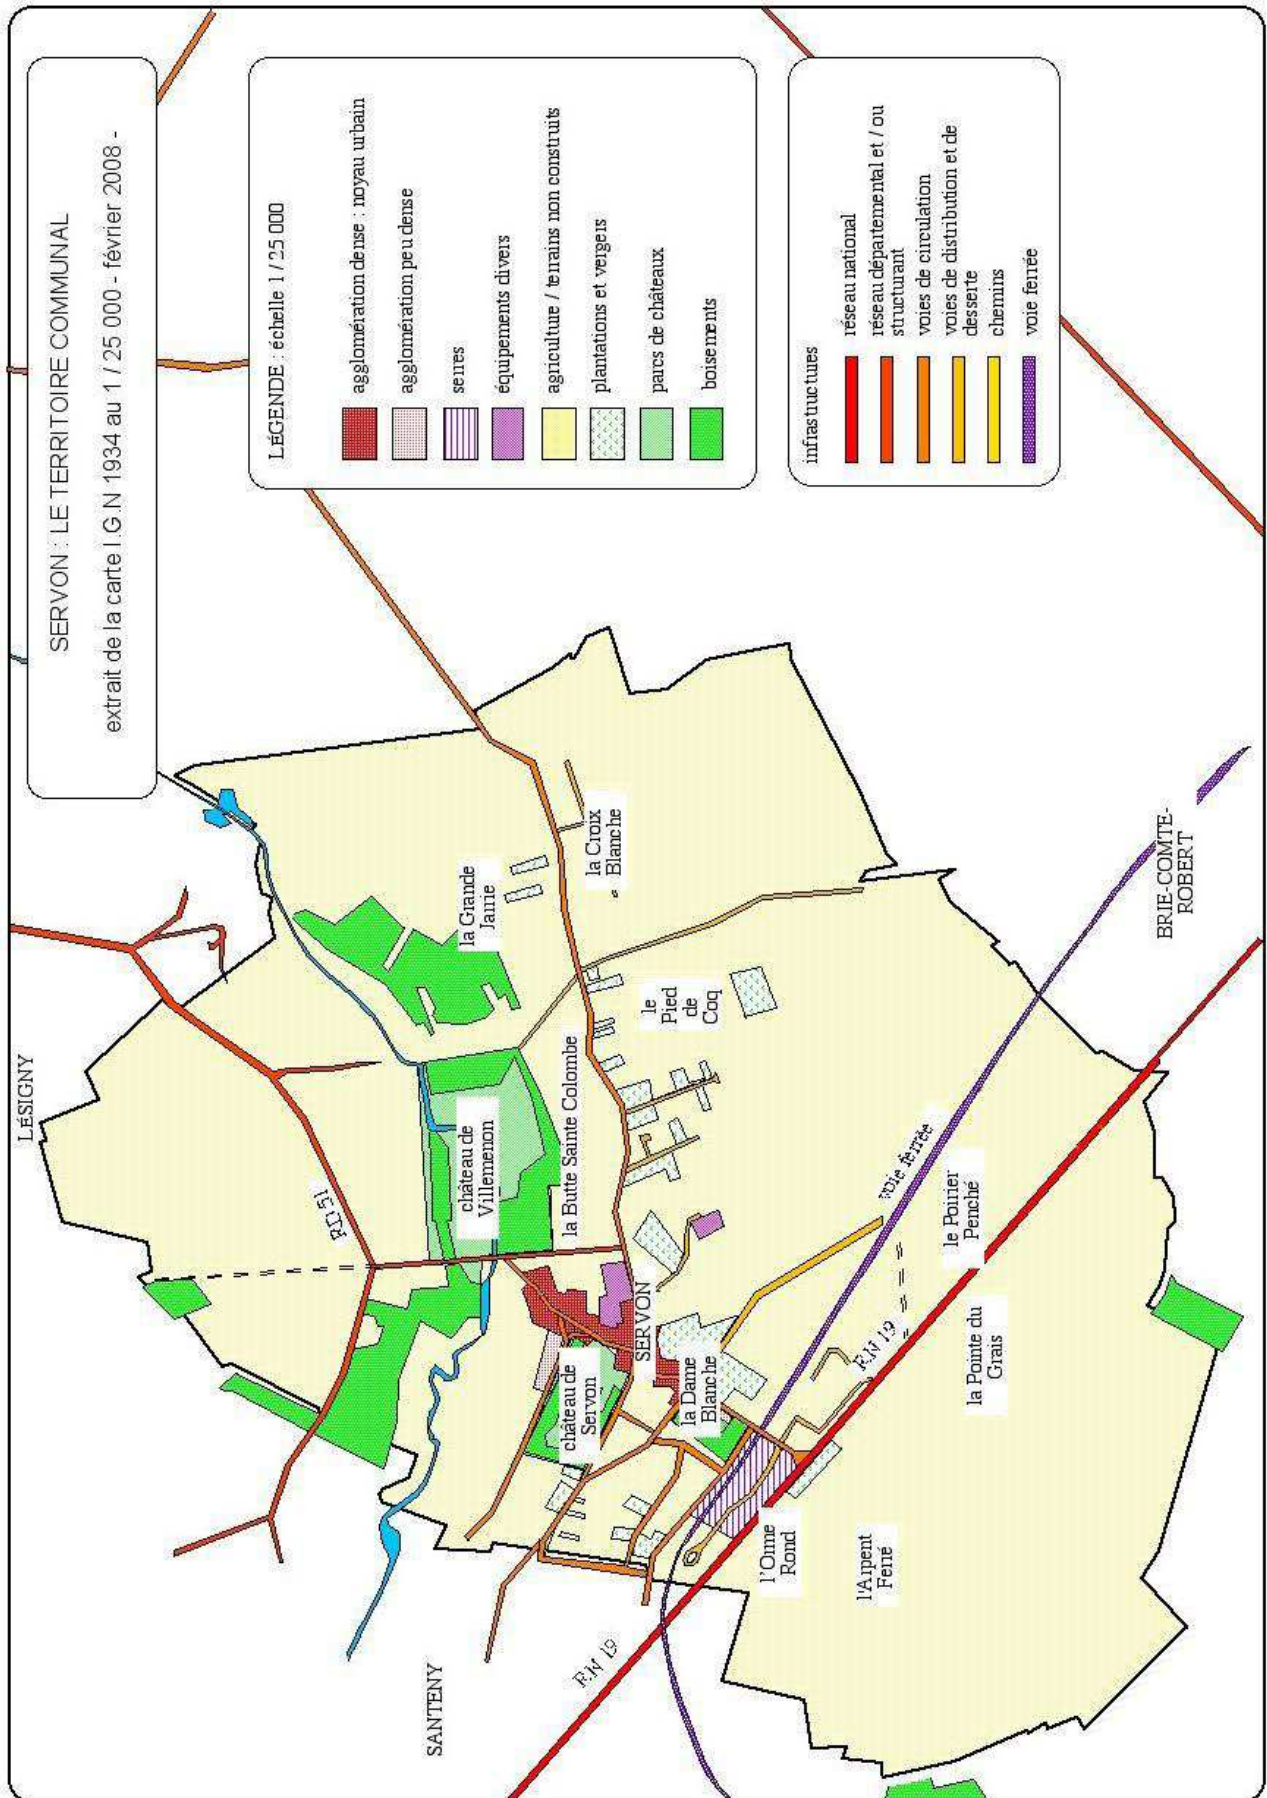 SERVON : LE TERRITOIRE COMMUNAL
extrait de la carte I.G.N 1934 au 1 / 25 000 - février 2008 -
LÉGENDE : échelle 1 / 25 000
agglomération dense : noyau urbain
agglomération peu dense
serres
équipements divers
agriculture / terrains non construits
plantations et vergers
parcs de châteaux
boisements
infrastructures
réseau national
réseau départemental et / ou
structurant
voies de circulation
voies de distribution et de
desserte
chemins
voie ferrée
LÉSIGNY
RD 51
château de
Villemenon
la Grande
Jarrie
la Croix
Blanche
la Butte Sainte Colombe
le
Pied
de
Coq
château de
Servon
SERVON
la Dame
Blanche
voie ferrée
le Poirier
Penché
BRIE-COMTE-
ROBERT
SANTENY
R.N 19
R.N 19
l'Orme
Rond
la Pointe du
Grais
l'Arpent
Ferré